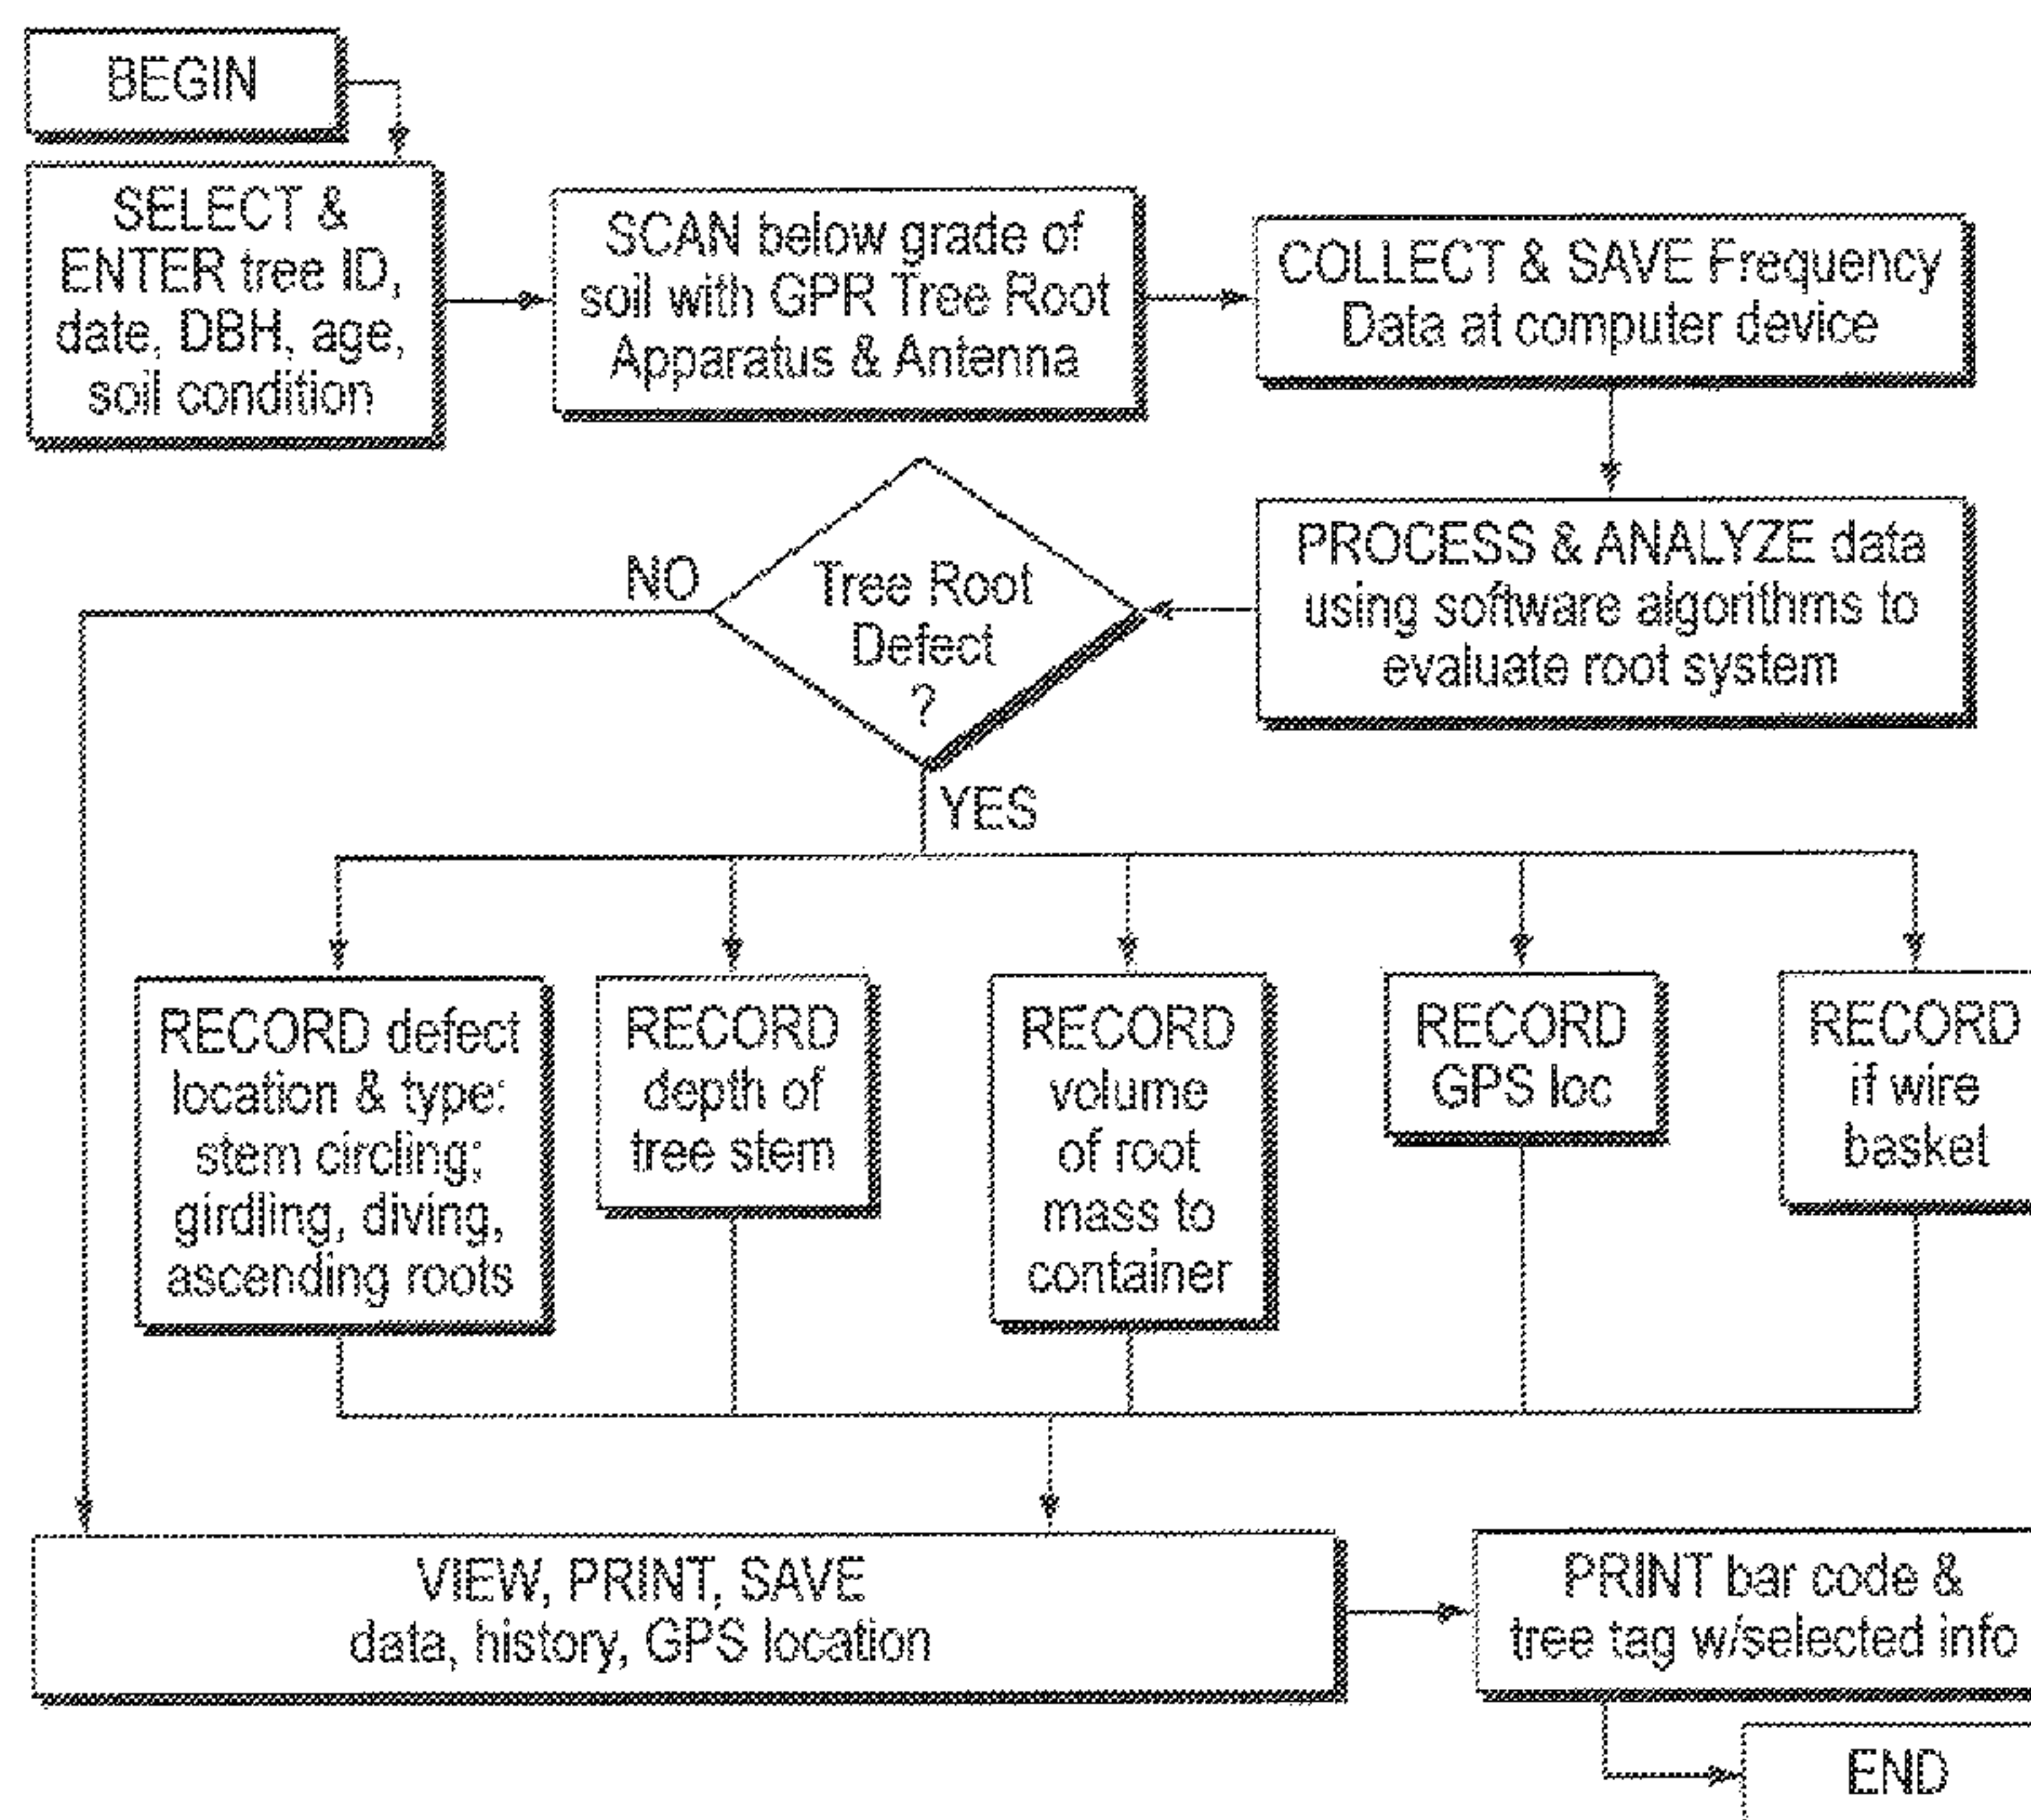 BEGIN
SELECT &
ENTER tree ID,
date, DBH, age,
soil condition
SCAN below grade of
soil with GPR Tree Root
Apparatus & Antenna
COLLECT & SAVE Frequency
Data at computer device
PROCESS & ANALYZE data
using software algorithms to
evaluate root system
Tree Root
Defect
?
NO
YES
RECORD defect
location & type:
stem circling;
girdling, diving,
ascending roots
RECORD
depth of
tree stem
RECORD
volume
of root
mass to
container
RECORD
GPS loc
RECORD
if wire
basket
VIEW, PRINT, SAVE
data, history, GPS location
PRINT bar code &
tree tag w/selected info
END